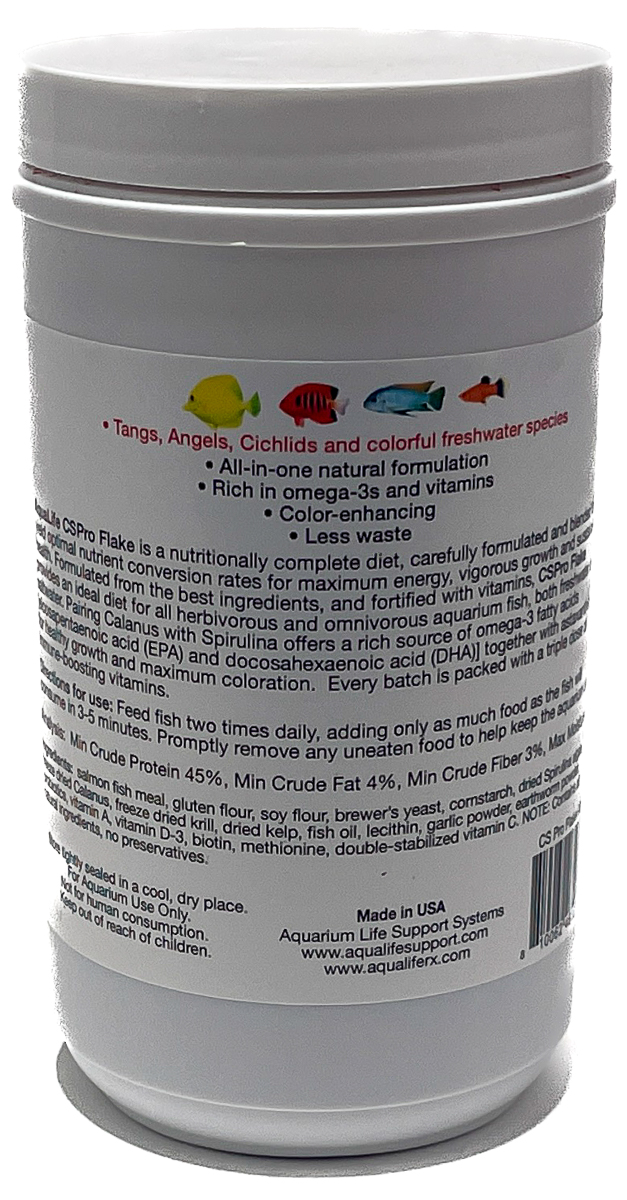 • Tangs, Angels, Cichlids and colorful freshwater species
• All-in-one natural formulation
• Rich in omega-3s and vitamins
• Color-enhancing
• Less waste
CSPro Flake is a nutritionally complete diet, carefully formulated and
optimal nutrient conversion rates for maximum energy, vigorous growth and
Formulated from the best ingredients, and fortified with vitamins, CSPro Flake
an ideal diet for all herbivorous and omnivorous aquarium fish, both
Pairing Calanus with Spirulina offers a rich source of omega-3 fatty acids
acid (EPA) and docosahexaenoic acid (DHA)] together with
healthy growth and maximum coloration. Every batch is packed with a triple dose
vitamins.
for use: Feed fish two times daily, adding only as much food as the fish will
in 3-5 minutes. Promptly remove any uneaten food to help keep the
Min Crude Protein 45%, Min Crude Fat 4%, Min Crude Fiber 3%, Max
salmon fish meal, gluten flour, soy flour, brewer's yeast, cornstarch, dried Spirulina
dried Calanus, freeze dried krill, dried kelp, fish oil, lecithin, garlic powder, earthworm
vitamin A, vitamin D-3, biotin, methionine, double-stabilized vitamin C. NOTE:
ingredients, no preservatives.
tightly sealed in a cool, dry place.
For Aquarium Use Only.
Not for human consumption.
Keep out of reach of children.
Made in USA
Aquarium Life Support Systems
www.aqualifesupport.com
www.aqualiferx.com
CS Pro
8